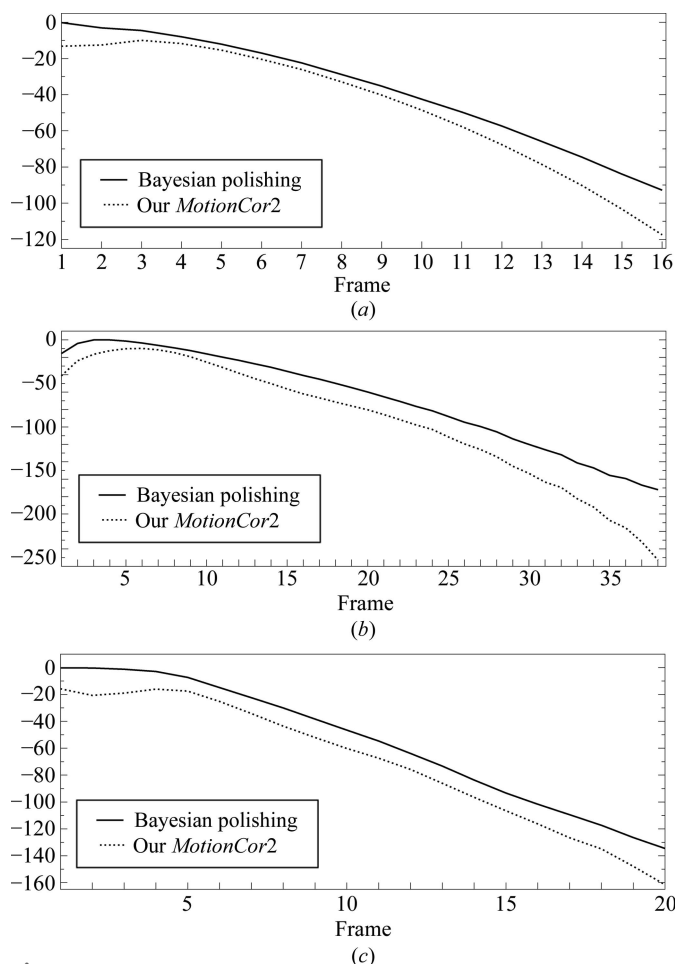 0
−20
−40
−60
−80
−100
−120
Bayesian polishing
Our MotionCor2
1 2 3 4 5 6 7 8 9 10 11 12 13 14 15 16
Frame
(a)
0
−50
−100
−150
−200
−250
Bayesian polishing
Our MotionCor2
5 10 15 20 25 30 35
Frame
(b)
0
−20
−40
−60
−80
−100
−120
−140
−160
Bayesian polishing
Our MotionCor2
5 10 15 20
Frame
(c)